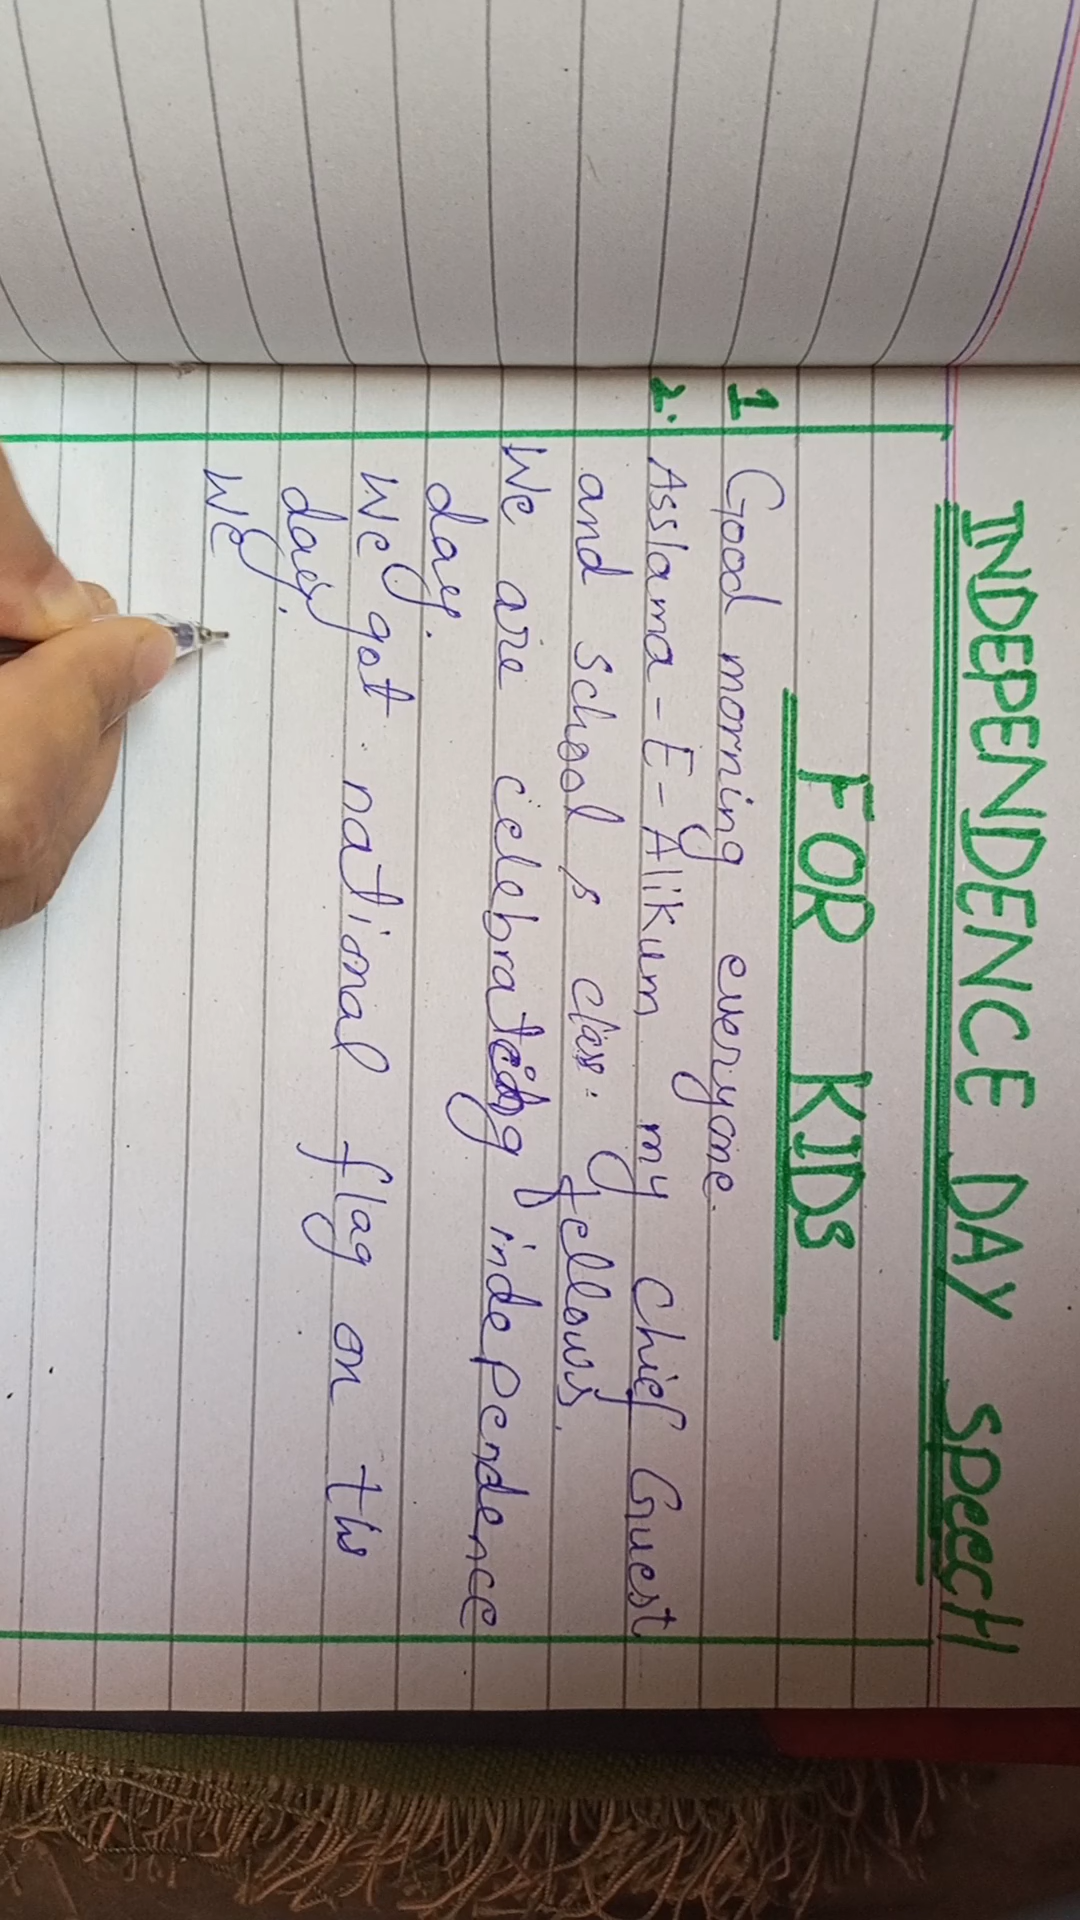 INDEPENDENCE DAY SPEECH
FOR KIDS
1 Good morning everyone.
2. Asslama-E-Alikum my Chief Guest
and school & class. fellows.
We are celebrating independence
day.
We got national flag on this
day.
We